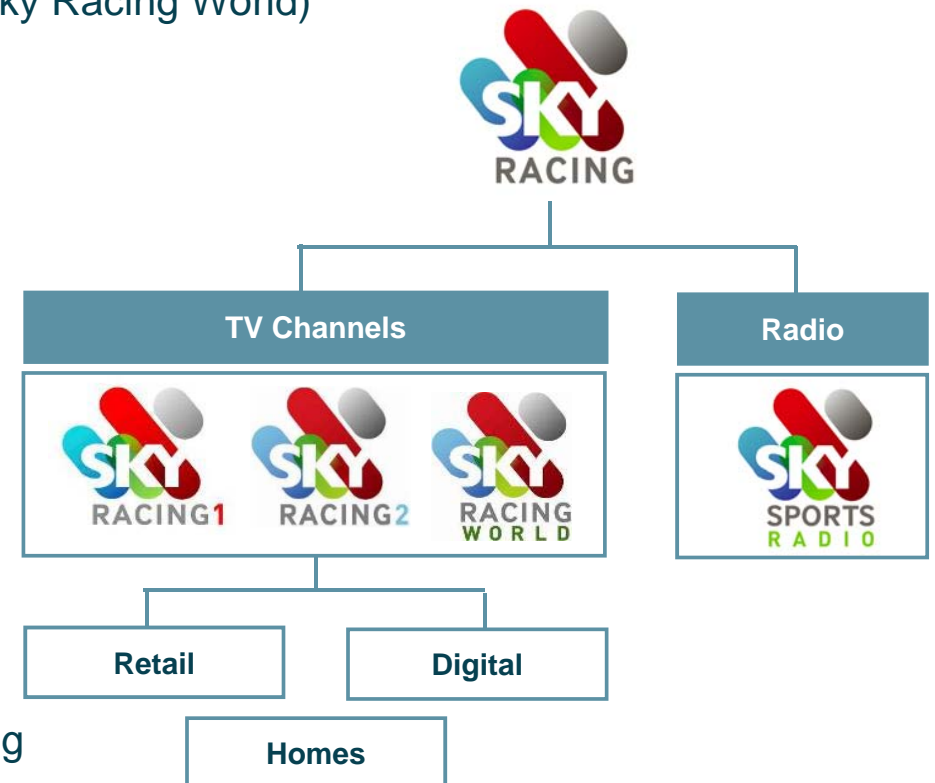 ky Racing World)
SKY
RACING
TV Channels
Radio
SKY
RACING1
SKY
RACING2
SKY
RACING
WORLD
SKY
SPORTS
RADIO
Retail
Digital
g
Homes